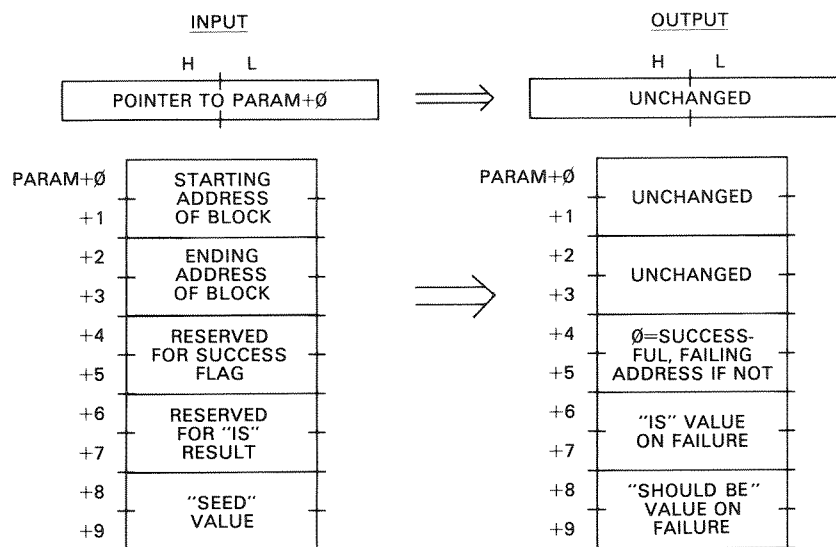 INPUT
H L
POINTER TO PARAM+Ø
PARAM+Ø
+1
STARTING
ADDRESS
OF BLOCK
+2
+3
ENDING
ADDRESS
OF BLOCK
+4
+5
RESERVED
FOR SUCCESS
FLAG
+6
+7
RESERVED
FOR "IS"
RESULT
+8
+9
"SEED"
VALUE
OUTPUT
H L
UNCHANGED
PARAM+Ø
+1
UNCHANGED
+2
+3
UNCHANGED
+4
+5
Ø=SUCCESS-
FUL, FAILING
ADDRESS IF NOT
+6
+7
"IS" VALUE
ON FAILURE
+8
+9
"SHOULD BE"
VALUE ON
FAILURE